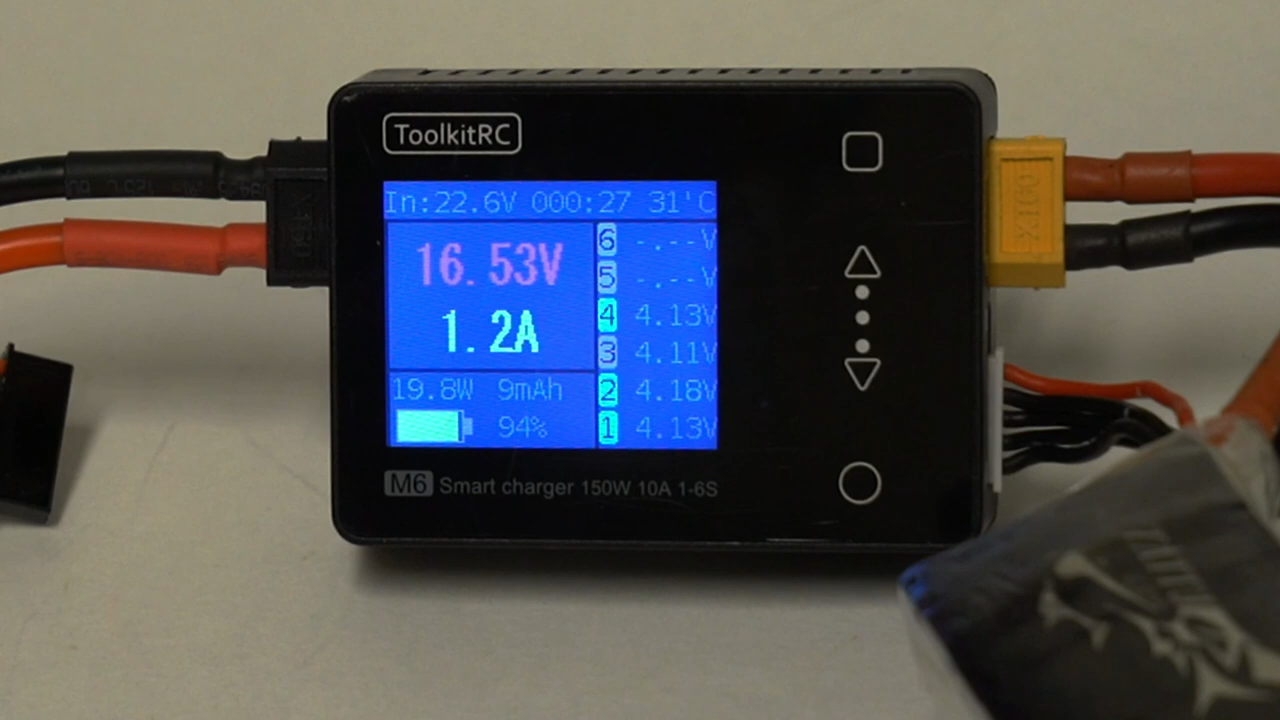 ToolkitRC
In:22.6V 000:27 31'C
16.53V
1.2A
19.8W 9mAh
94%
6 -.--V
5 -.--V
4 4.13V
3 4.11V
2 4.18V
1 4.13V
M6 Smart charger 150W 10A 1-6S
XT60